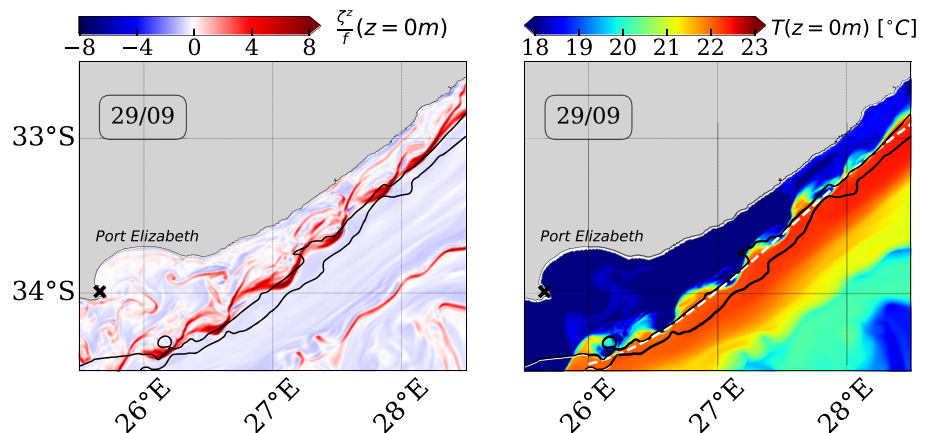 ζ^z/f (z = 0m)
−8 −4 0 4 8
29/09
33°S
Port Elizabeth
34°S
26°E 27°E 28°E
T(z = 0m) [°C]
18 19 20 21 22 23
29/09
Port Elizabeth
26°E 27°E 28°E